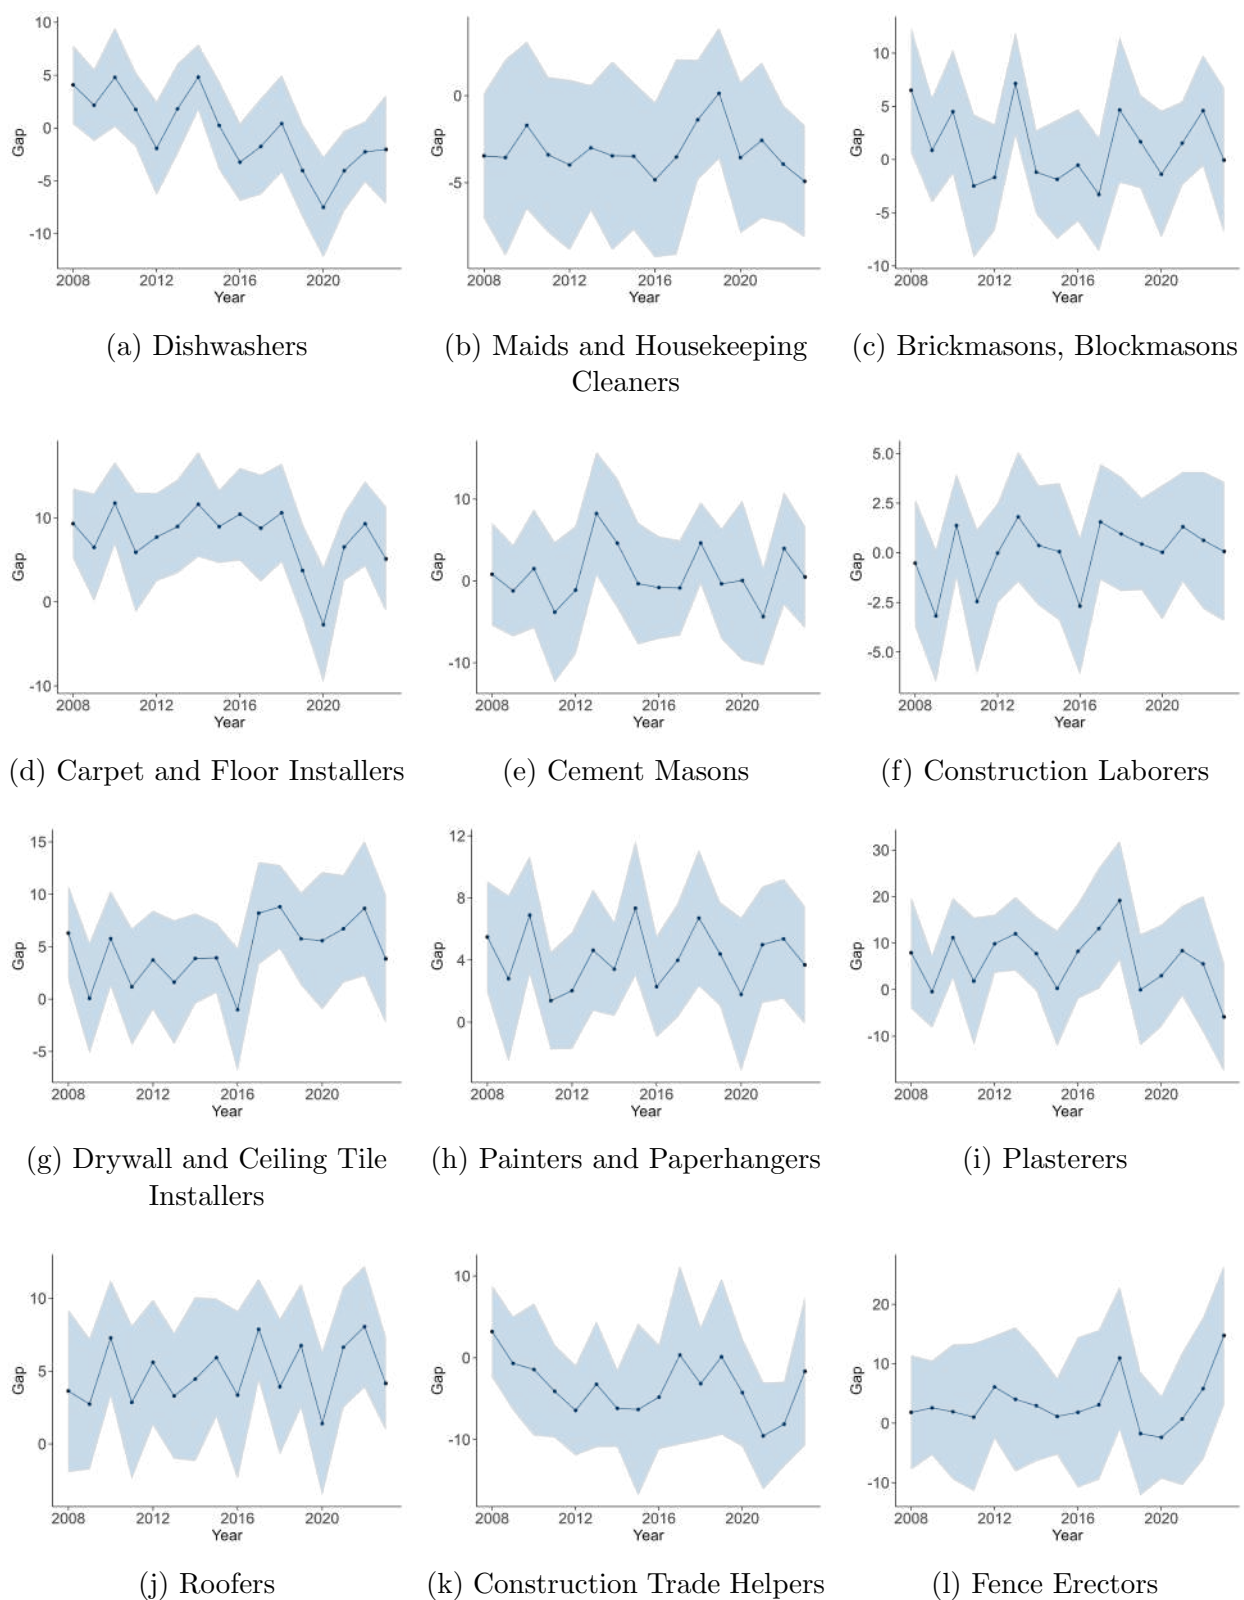 10
5
0
-5
-10
Gap
2008 2012 2016 2020
Year
(a) Dishwashers
0
-5
Gap
2008 2012 2016 2020
Year
(b) Maids and Housekeeping
Cleaners
10
5
0
-5
-10
Gap
2008 2012 2016 2020
Year
(c) Brickmasons, Blockmasons
10
0
-10
Gap
2008 2012 2016 2020
Year
(d) Carpet and Floor Installers
10
0
-10
Gap
2008 2012 2016 2020
Year
(e) Cement Masons
5.0
2.5
0.0
-2.5
-5.0
Gap
2008 2012 2016 2020
Year
(f) Construction Laborers
15
10
5
0
-5
Gap
2008 2012 2016 2020
Year
(g) Drywall and Ceiling Tile
Installers
12
8
4
0
Gap
2008 2012 2016 2020
Year
(h) Painters and Paperhangers
30
20
10
0
-10
Gap
2008 2012 2016 2020
Year
(i) Plasterers
10
5
0
Gap
2008 2012 2016 2020
Year
(j) Roofers
10
0
-10
Gap
2008 2012 2016 2020
Year
(k) Construction Trade Helpers
20
10
0
-10
Gap
2008 2012 2016 2020
Year
(l) Fence Erectors